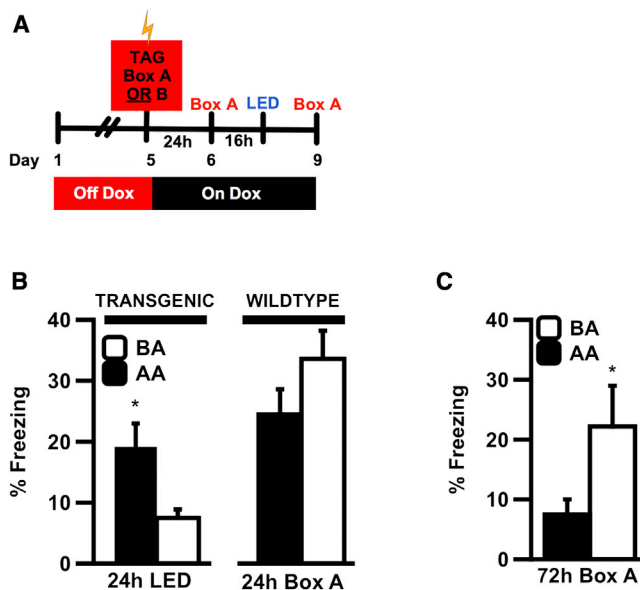 A
TAG
Box A
OR B
Box A LED Box A
24h 16h
Day 1 5 6 9
Off Dox On Dox
B
TRANSGENIC WILDTYPE
BA
AA
40
30
20
10
0
% Freezing
*
24h LED 24h Box A
C
BA
AA
40
30
20
10
0
% Freezing
*
72h Box A